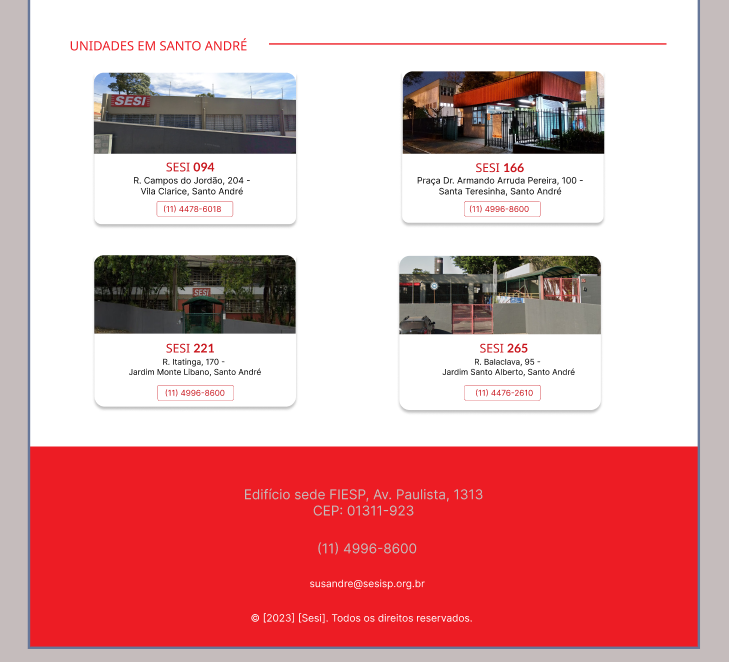 UNIDADES EM SANTO ANDRÉ
SESI
SESI 094
R. Campos do Jordão, 204 -
Vila Clarice, Santo André
(11) 4478-6018
SESI 166
Praça Dr. Armando Arruda Pereira, 100 -
Santa Teresinha, Santo André
(11) 4996-8600
SESI
SESI 221
R. Itatinga, 170 -
Jardim Monte Líbano, Santo André
(11) 4996-8600
SESI 265
R. Balaclava, 95 -
Jardim Santo Alberto, Santo André
(11) 4476-2610
Edifício sede FIESP, Av. Paulista, 1313
CEP: 01311-923
(11) 4996-8600
susandre@sesisp.org.br
© [2023] [Sesi]. Todos os direitos reservados.